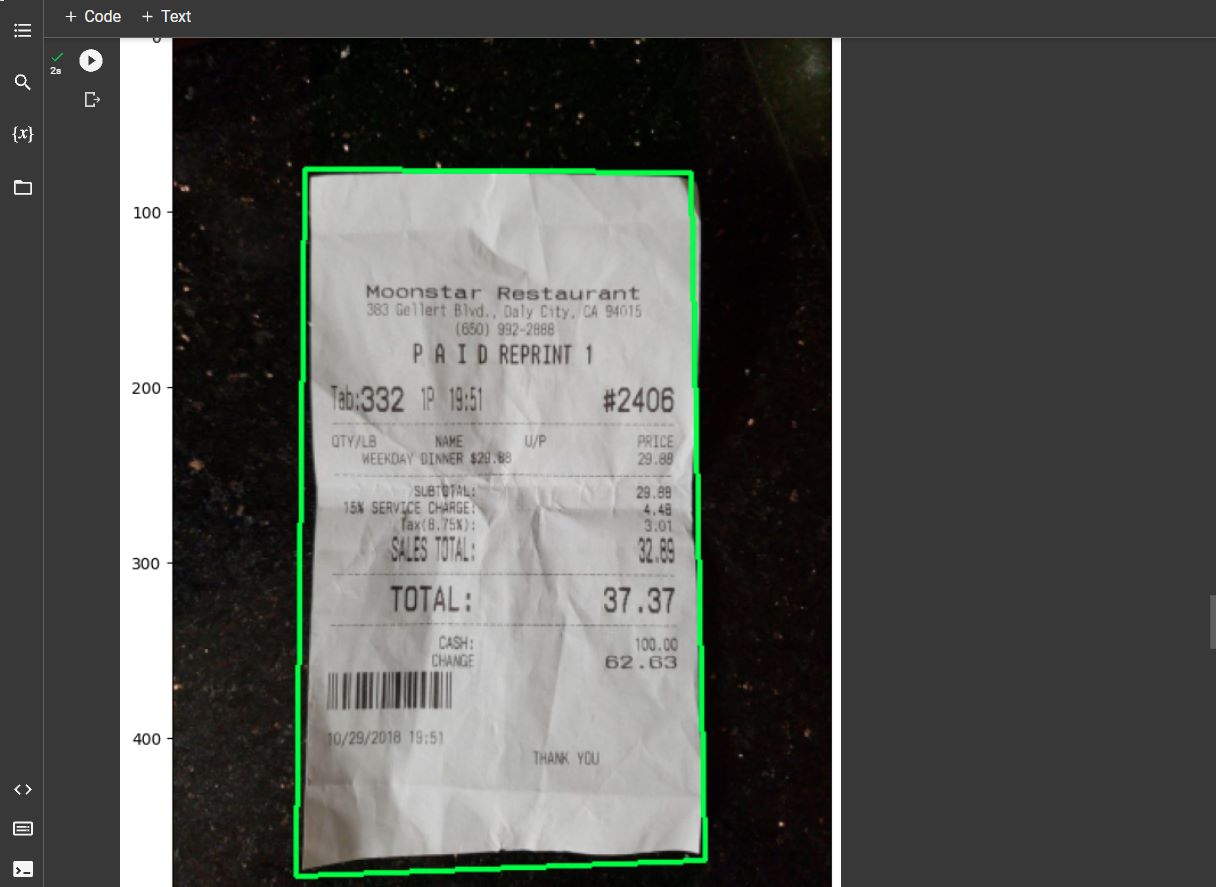 + Code + Text
2s
{x}
0
100
200
300
400
Moonstar Restaurant
383 Gellert Blvd., Daly City, CA 94015
(650) 992-2888
P A I D REPRINT 1
Tab:332 1P 19:51 #2406
QTY/LB NAME U/P PRICE
WEEKDAY DINNER $29.88 29.88
SUBTOTAL: 29.88
15% SERVICE CHARGE: 4.48
Tax(8.75%): 3.01
SALES TOTAL: 32.89
TOTAL: 37.37
CASH: 100.00
CHANGE 62.63
10/29/2018 19:51
THANK YOU